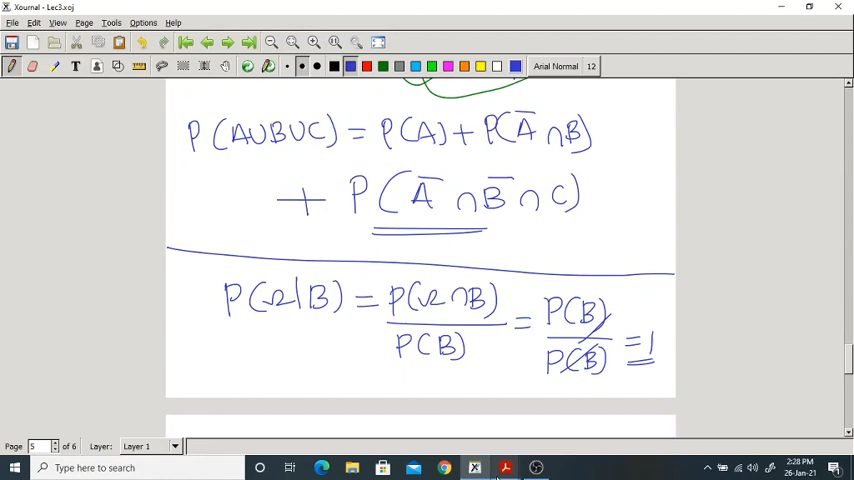 Xournal - Lec3.xoj
File Edit View Page Tools Options Help
Arial Normal 12
P(A∪B∪C) = P(A) + P(A̅ ∩ B)
+ P(A̅ ∩ B̅ ∩ C)
P(Ω|B) = P(Ω ∩ B) / P(B) = P(B) / P(B) = 1
Page 5 of 6 Layer: Layer 1
Type here to search
2:28 PM
26-Jan-21